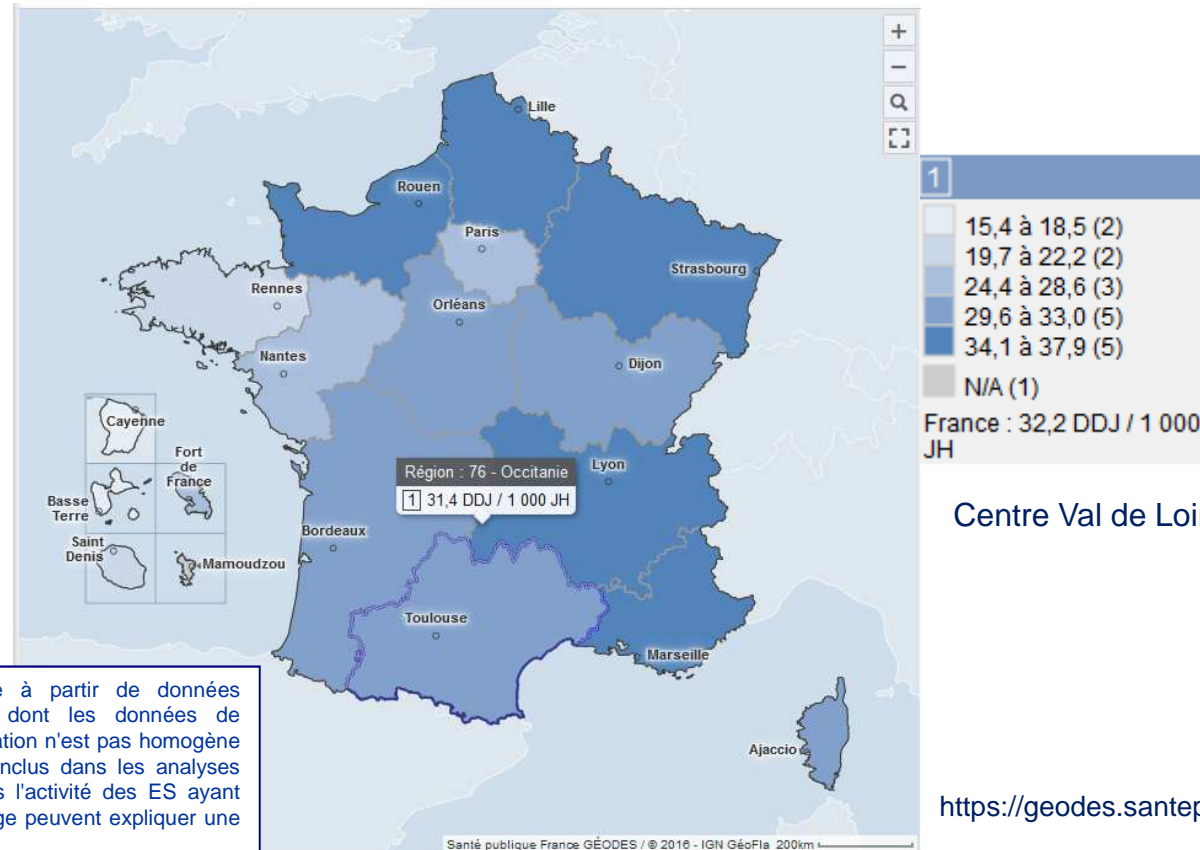 Lille
Rouen
Paris
Strasbourg
Rennes
Orléans
Nantes
Dijon
Cayenne
Fort
de
France
Région : 76 - Occitanie
1 31,4 DDJ / 1 000 JH
Lyon
Basse
Terre
Bordeaux
Saint
Denis
Mamoudzou
Toulouse
Marseille
Ajaccio
Santé publique France GÉODES / © 2016 - IGN GéoFla 200km
1
15,4 à 18,5 (2)
19,7 à 22,2 (2)
24,4 à 28,6 (3)
29,6 à 33,0 (5)
34,1 à 37,9 (5)
N/A (1)
France : 32,2 DDJ / 1 000
JH
Centre Val de Loi
à partir de données
dont les données de
ation n'est pas homogène
nclus dans les analyses
s l'activité des ES ayant
ge peuvent expliquer une
https://geodes.santep